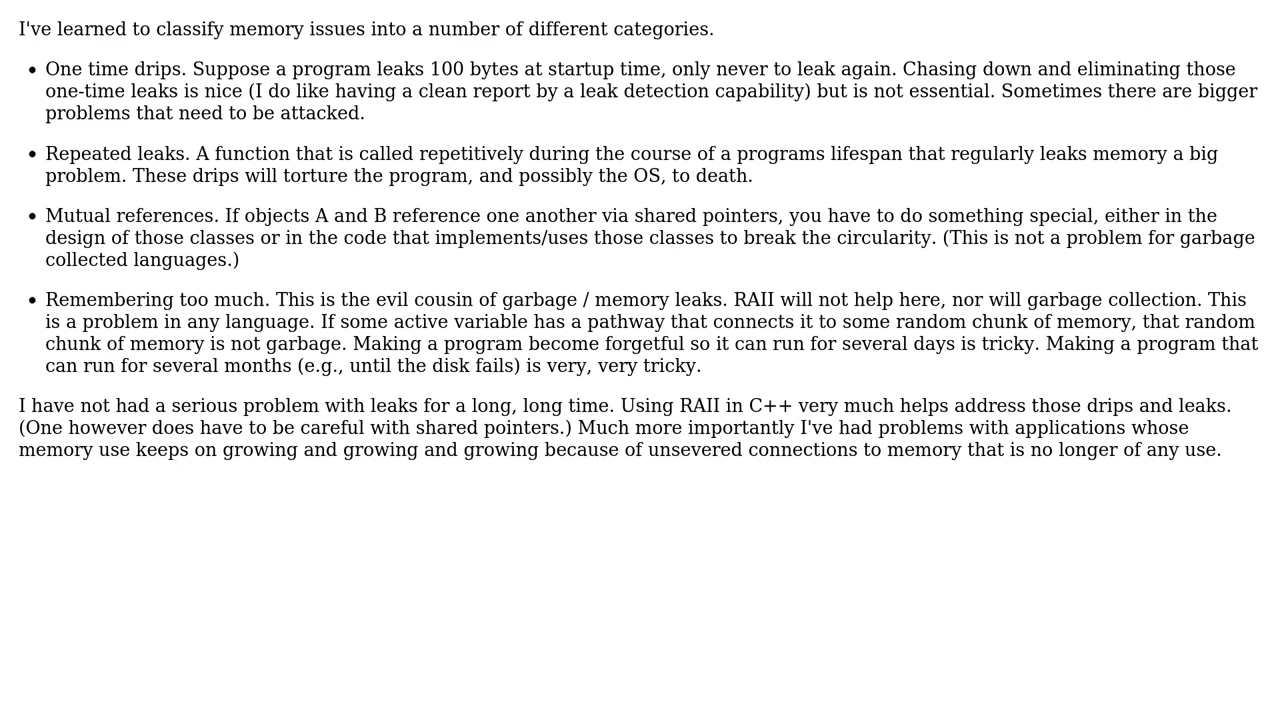 I've learned to classify memory issues into a number of different categories.
• One time drips. Suppose a program leaks 100 bytes at startup time, only never to leak again. Chasing down and eliminating those
one-time leaks is nice (I do like having a clean report by a leak detection capability) but is not essential. Sometimes there are bigger
problems that need to be attacked.
• Repeated leaks. A function that is called repetitively during the course of a programs lifespan that regularly leaks memory a big
problem. These drips will torture the program, and possibly the OS, to death.
• Mutual references. If objects A and B reference one another via shared pointers, you have to do something special, either in the
design of those classes or in the code that implements/uses those classes to break the circularity. (This is not a problem for garbage
collected languages.)
• Remembering too much. This is the evil cousin of garbage / memory leaks. RAII will not help here, nor will garbage collection. This
is a problem in any language. If some active variable has a pathway that connects it to some random chunk of memory, that random
chunk of memory is not garbage. Making a program become forgetful so it can run for several days is tricky. Making a program that
can run for several months (e.g., until the disk fails) is very, very tricky.
I have not had a serious problem with leaks for a long, long time. Using RAII in C++ very much helps address those drips and leaks.
(One however does have to be careful with shared pointers.) Much more importantly I've had problems with applications whose
memory use keeps on growing and growing and growing because of unsevered connections to memory that is no longer of any use.